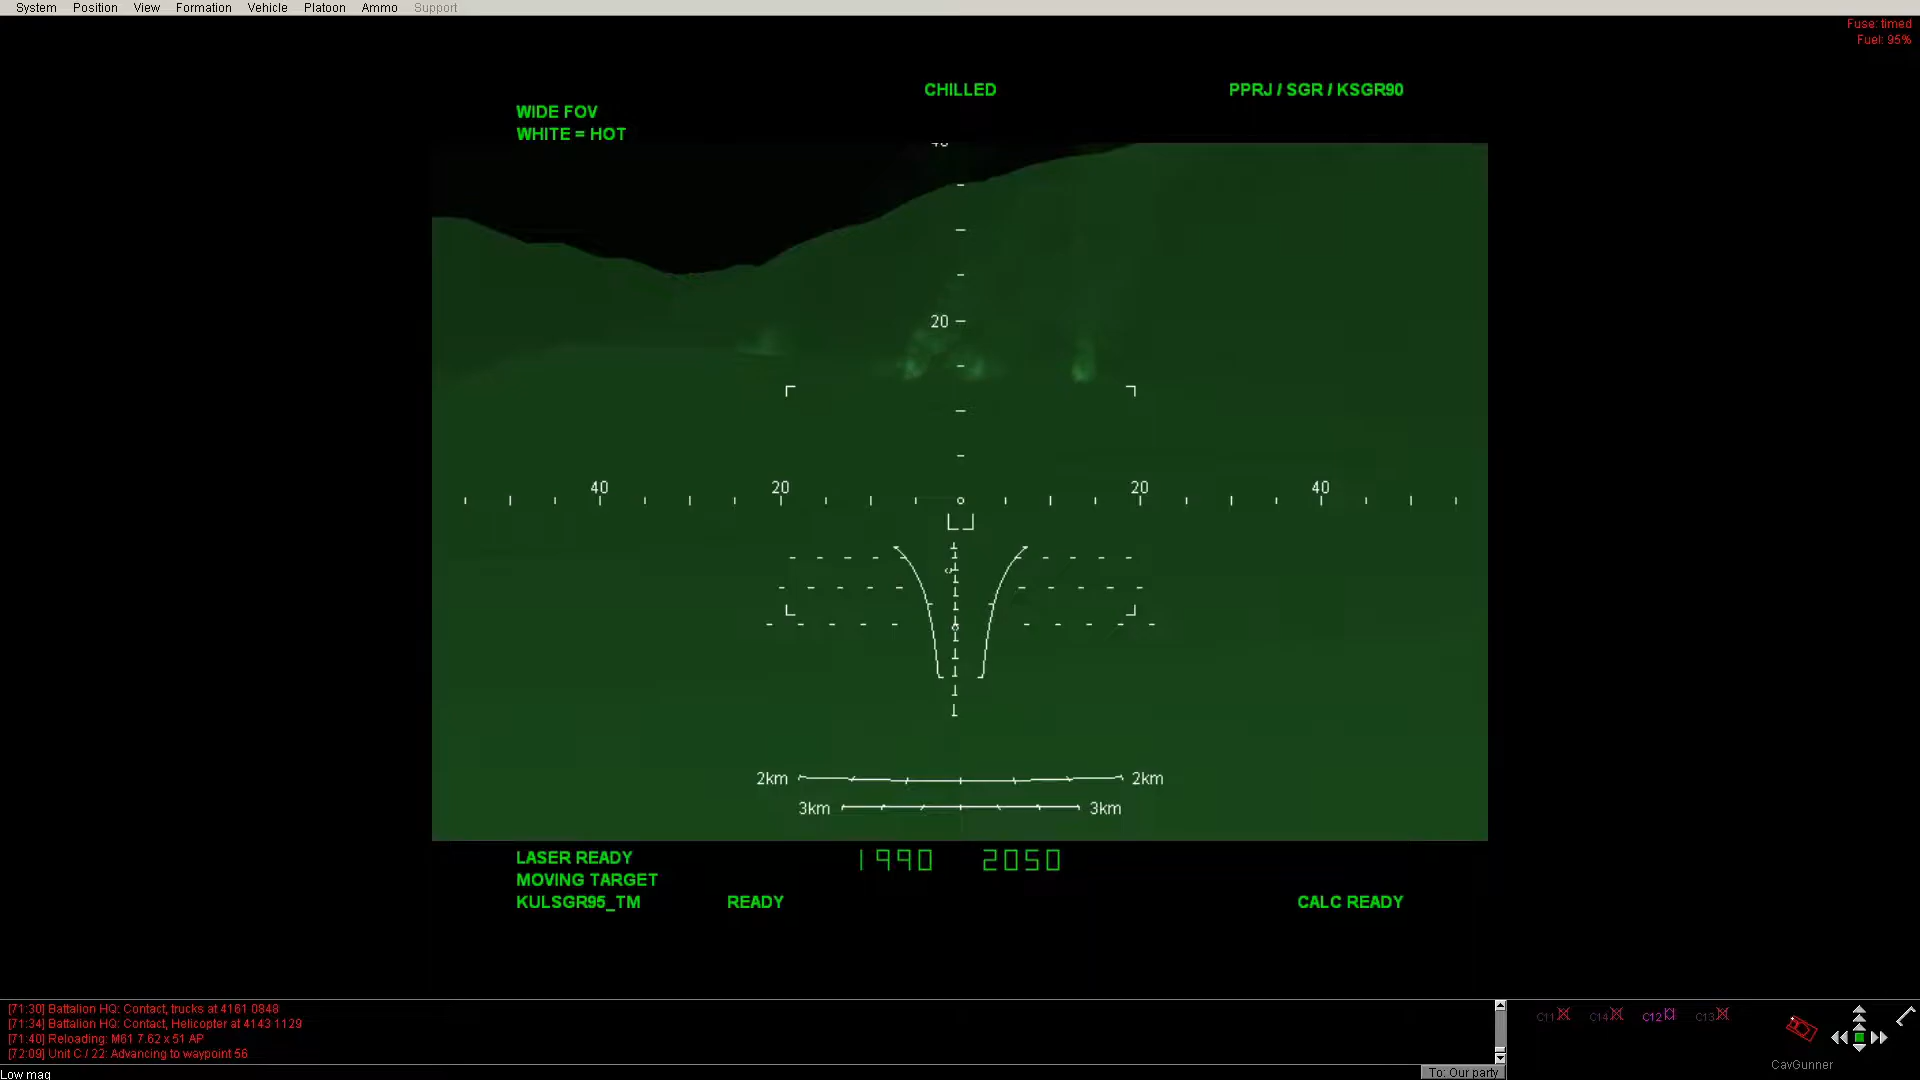 System Position View Formation Vehicle Platoon Ammo Support
Fuse: timed
Fuel: 95%
CHILLED
PPRJ / SGR / KSGR90
WIDE FOV
WHITE = HOT
20
40 20 20 40
2km 2km
3km 3km
LASER READY
1990 2050
MOVING TARGET
KULSGR95_TM READY CALC READY
[71:30] Battalion HQ: Contact, trucks at 4161 0848
[71:34] Battalion HQ: Contact, Helicopter at 4143 1129
[71:40] Reloading: M61 7.62 x 51 AP
[72:09] Unit C / 22: Advancing to waypoint 56
C11 C14 C12 C13
CavGunner
To: Our party
Low mag